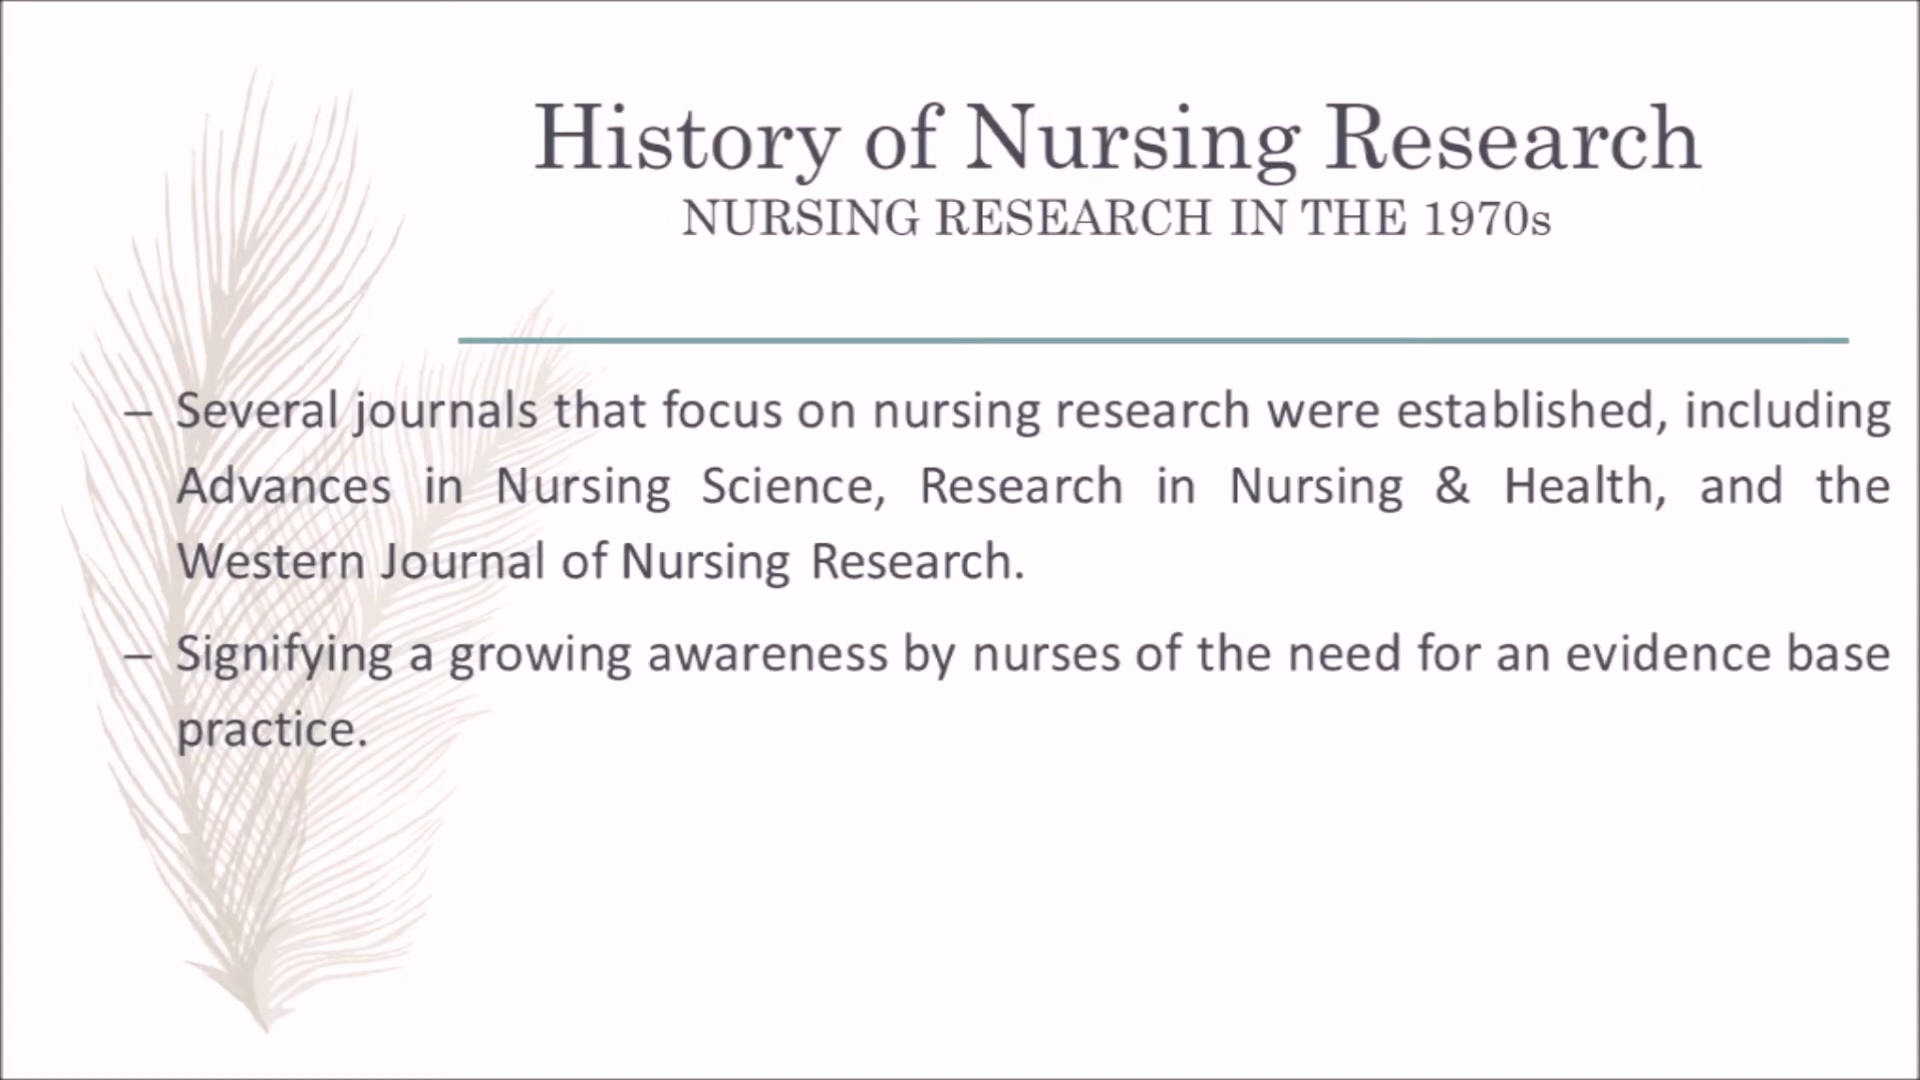 History of Nursing Research
NURSING RESEARCH IN THE 1970s
– Several journals that focus on nursing research were established, including
Advances in Nursing Science, Research in Nursing & Health, and the
Western Journal of Nursing Research.
– Signifying a growing awareness by nurses of the need for an evidence base
practice.